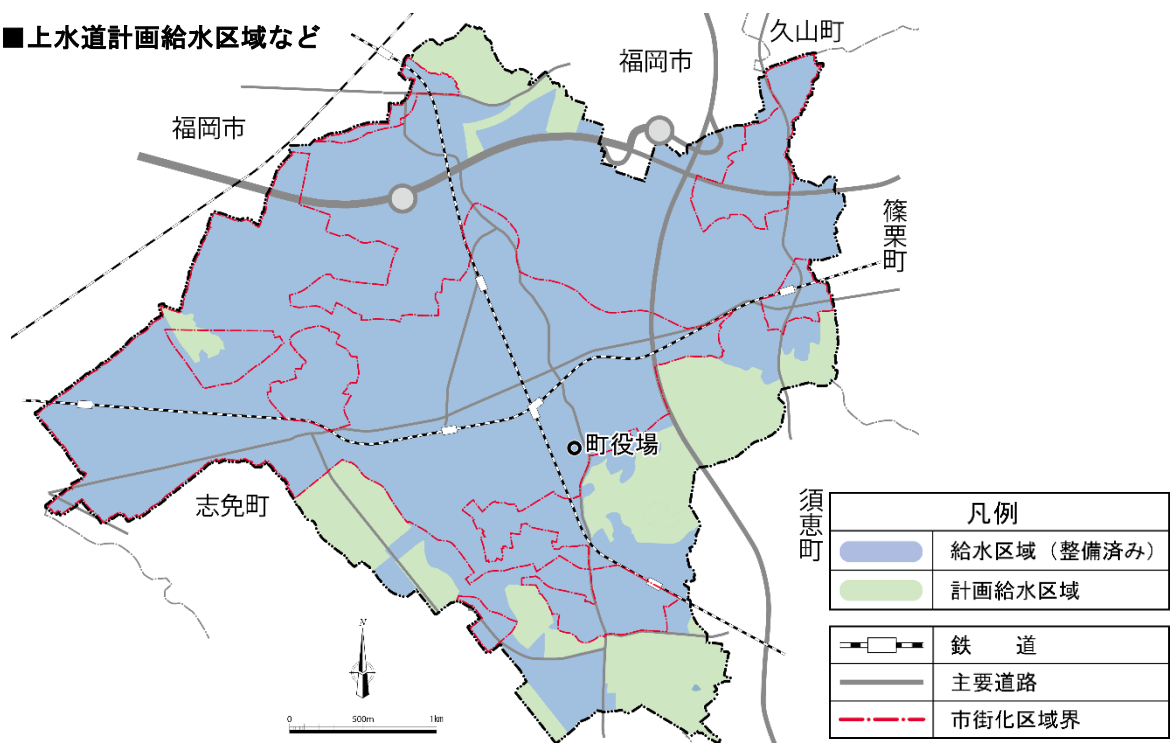 ■上水道計画給水区域など
久山町
福岡市
福岡市
篠栗町
町役場
志免町
須恵町
凡例
給水区域（整備済み）
計画給水区域
鉄　道
主要道路
市街化区域界
N
0 500m 1km